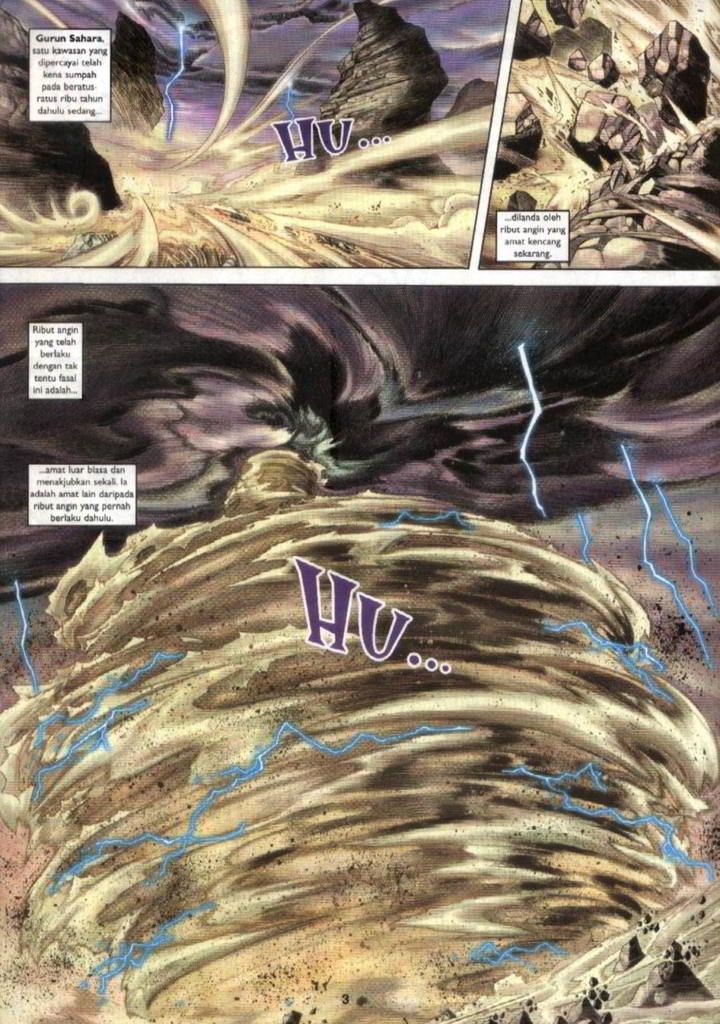 Gurun Sahara,
satu kawasan yang
dipercayai telah
kena sumpah
pada beratus-
ratus ribu tahun
dahulu sedang...
HU...
...dilanda oleh
ribut angin yang
amat kencang
sekarang.
Ribut angin
yang telah
berlaku
dengan tak
tentu fasal
ini adalah...
...amat luar biasa dan
menakjubkan sekali. Ia
adalah amat lain daripada
ribut angin yang pernah
berlaku dahulu.
HU...
3